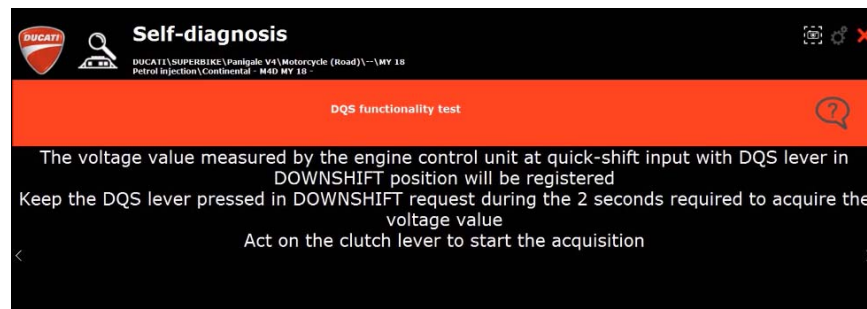 DUCATI
Self-diagnosis
DUCATI\SUPERBIKE\Panigale V4\Motorcycle (Road)\--\MY 18
Petrol injection\Continental - M4D MY 18 -
DQS functionality test
The voltage value measured by the engine control unit at quick-shift input with DQS lever in
DOWNSHIFT position will be registered
Keep the DQS lever pressed in DOWNSHIFT request during the 2 seconds required to acquire the
voltage value
Act on the clutch lever to start the acquisition